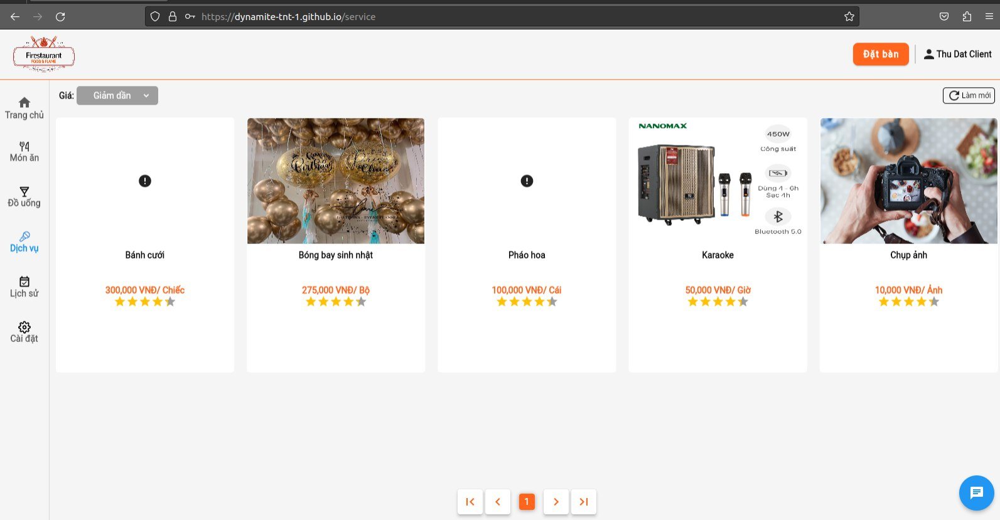 https://dynamite-tnt-1.github.io/service
Firestaurant
FOOD & FLAME
Đặt bàn
Thu Dat Client
Giá: Giảm dần
Làm mới
Trang chủ
Món ăn
Đồ uống
Dịch vụ
Lịch sử
Cài đặt
Bánh cưới
300,000 VNĐ/ Chiếc
BALLOONS - EVENT PLANNER
Bóng bay sinh nhật
275,000 VNĐ/ Bộ
Pháo hoa
100,000 VNĐ/ Cái
NANOMAX
450W
Công suất
Dùng 4 - 6h
Sạc 4h
Bluetooth 5.0
Karaoke
50,000 VNĐ/ Giờ
Chụp ảnh
10,000 VNĐ/ Ảnh
1